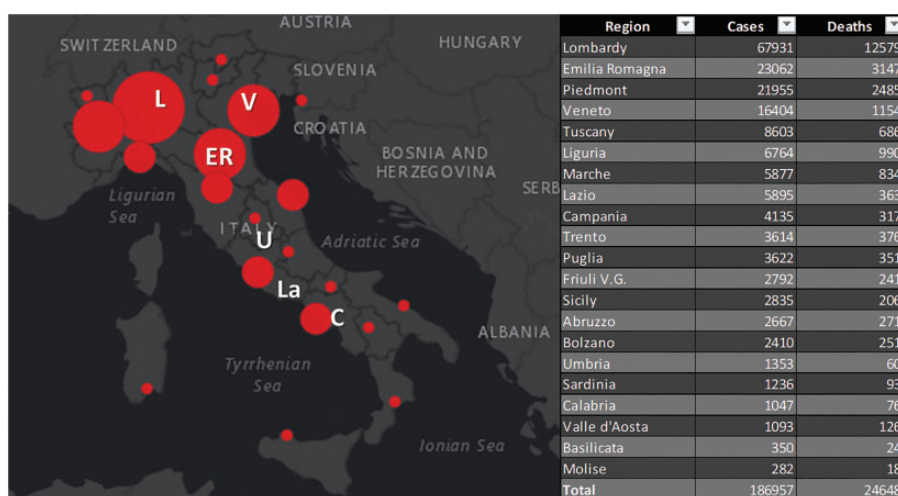 AUSTRIA
SWITZERLAND
HUNGARY
SLOVENIA
L
V
CROATIA
ER
BOSNIA AND
HERZEGOVINA
Ligurian
Sea
SERB
ITALY
U
Adriatic Sea
La
C
ALBANIA
Tyrrhenian
Sea
Ionian Sea
Region Cases Deaths
Lombardy 67931 12579
Emilia Romagna 23062 3147
Piedmont 21955 2485
Veneto 16404 1154
Tuscany 8603 686
Liguria 6764 990
Marche 5877 834
Lazio 5895 363
Campania 4135 317
Trento 3614 376
Puglia 3622 351
Friuli V.G. 2792 241
Sicily 2835 206
Abruzzo 2667 271
Bolzano 2410 251
Umbria 1353 60
Sardinia 1236 93
Calabria 1047 76
Valle d'Aosta 1093 126
Basilicata 350 24
Molise 282 18
Total 186957 24648